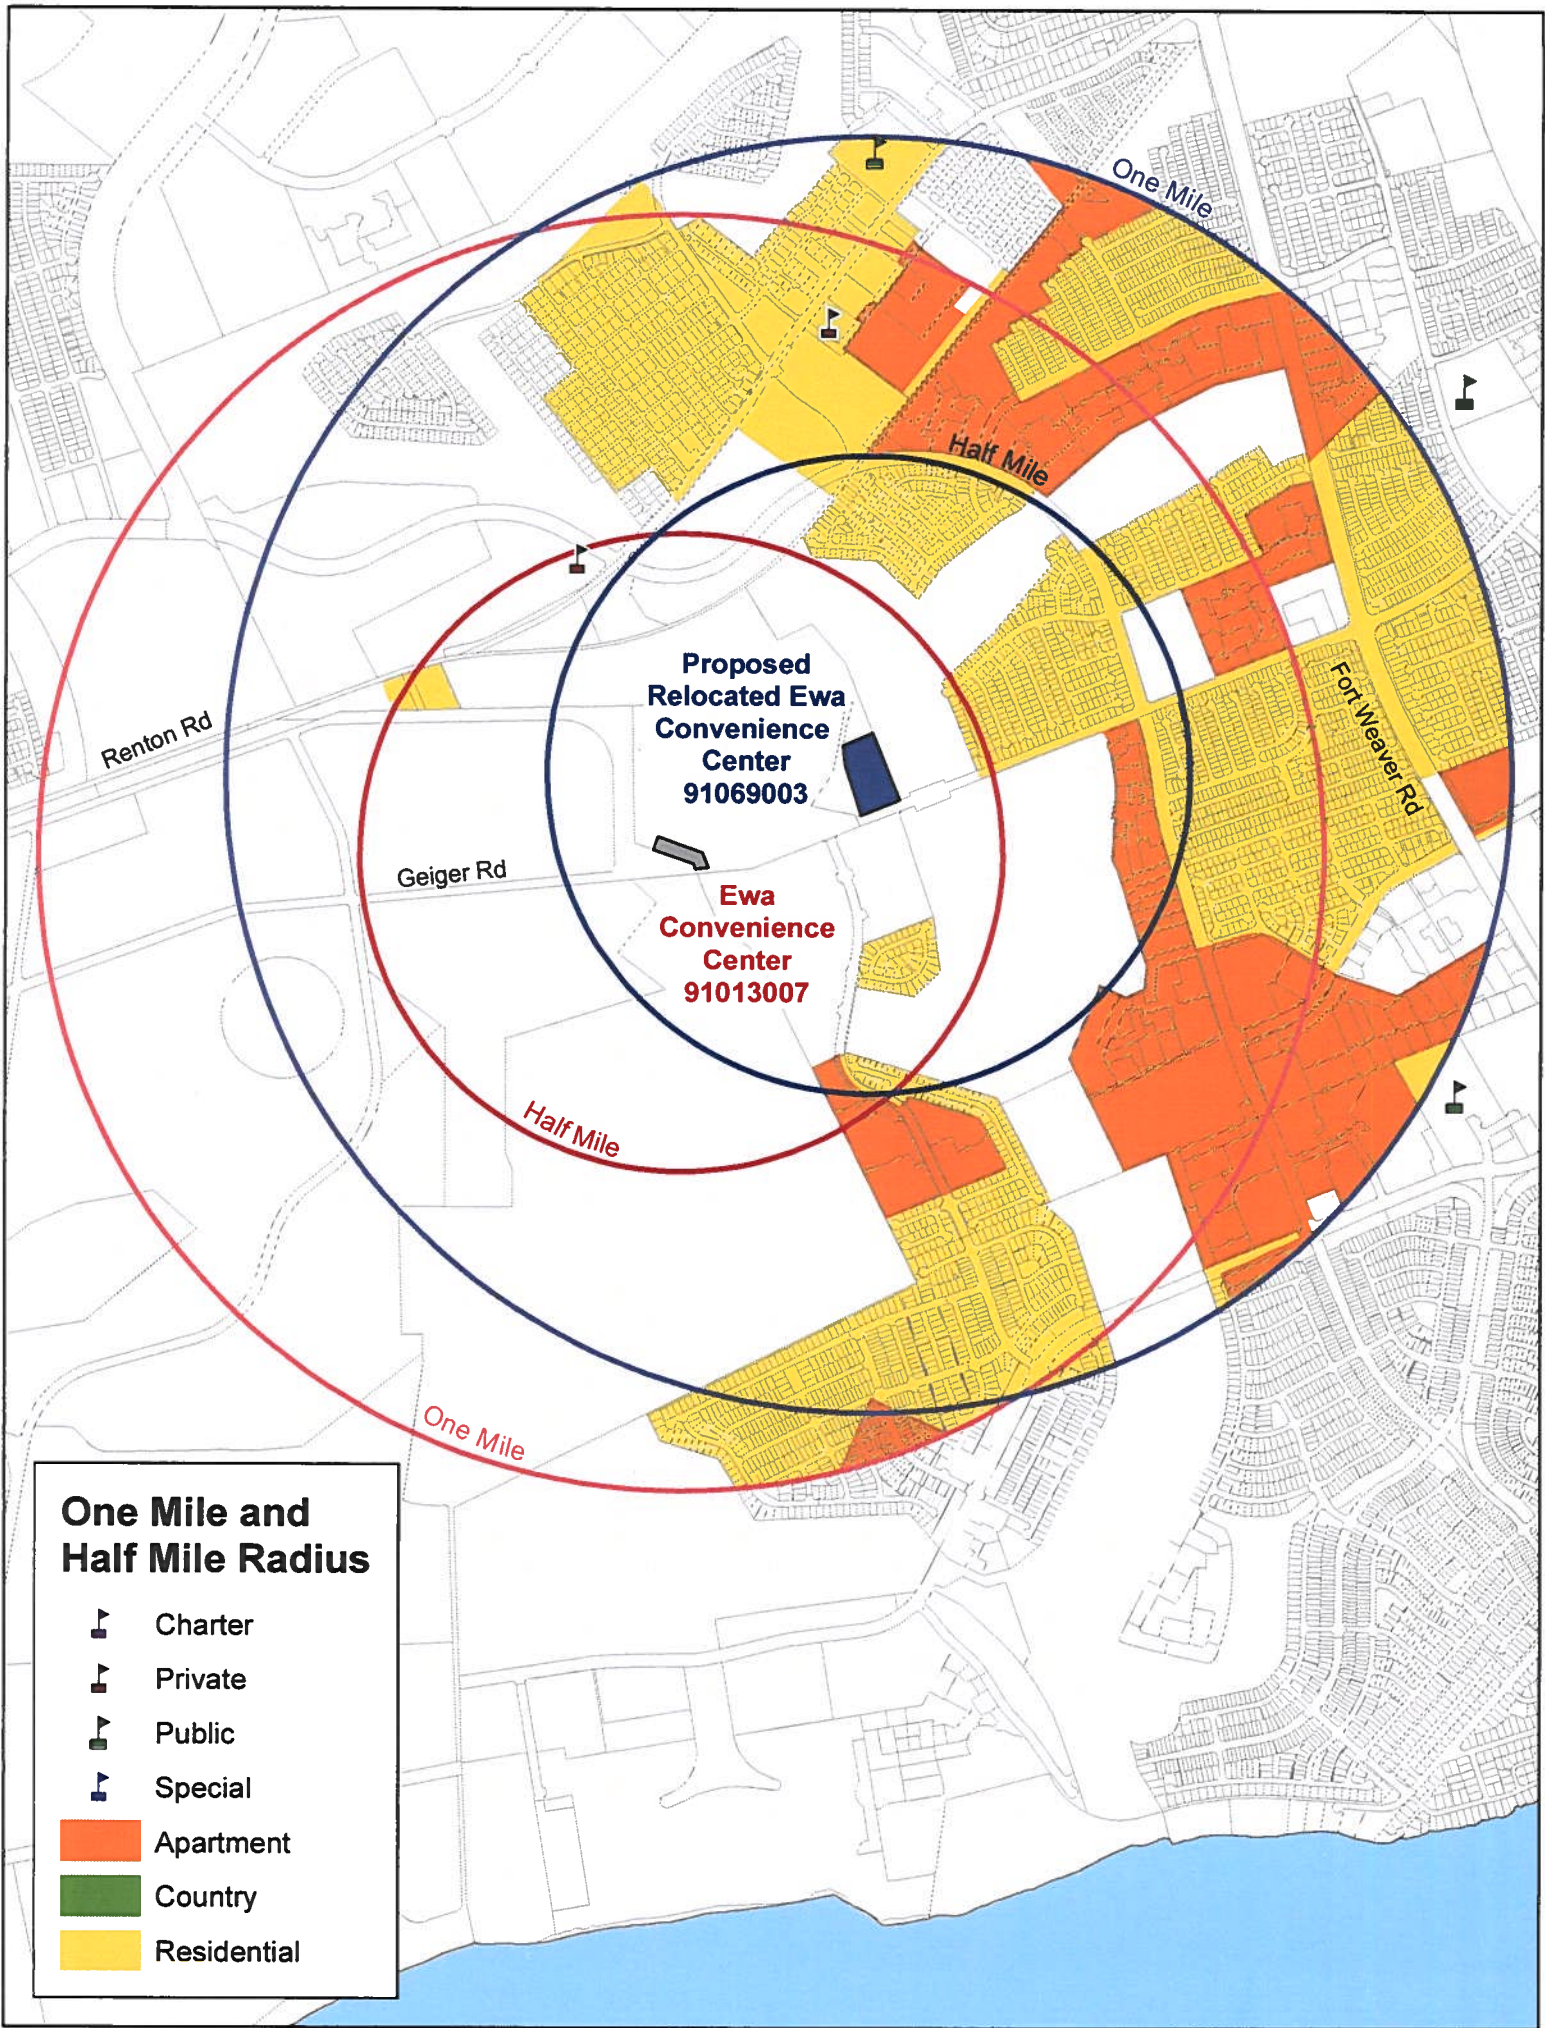 One Mile
Half Mile
Proposed
Relocated Ewa
Convenience
Center
91069003
Fort Weaver Rd
Renton Rd
Geiger Rd
Ewa
Convenience
Center
91013007
Half Mile
One Mile
One Mile and
Half Mile Radius
Charter
Private
Public
Special
Apartment
Country
Residential